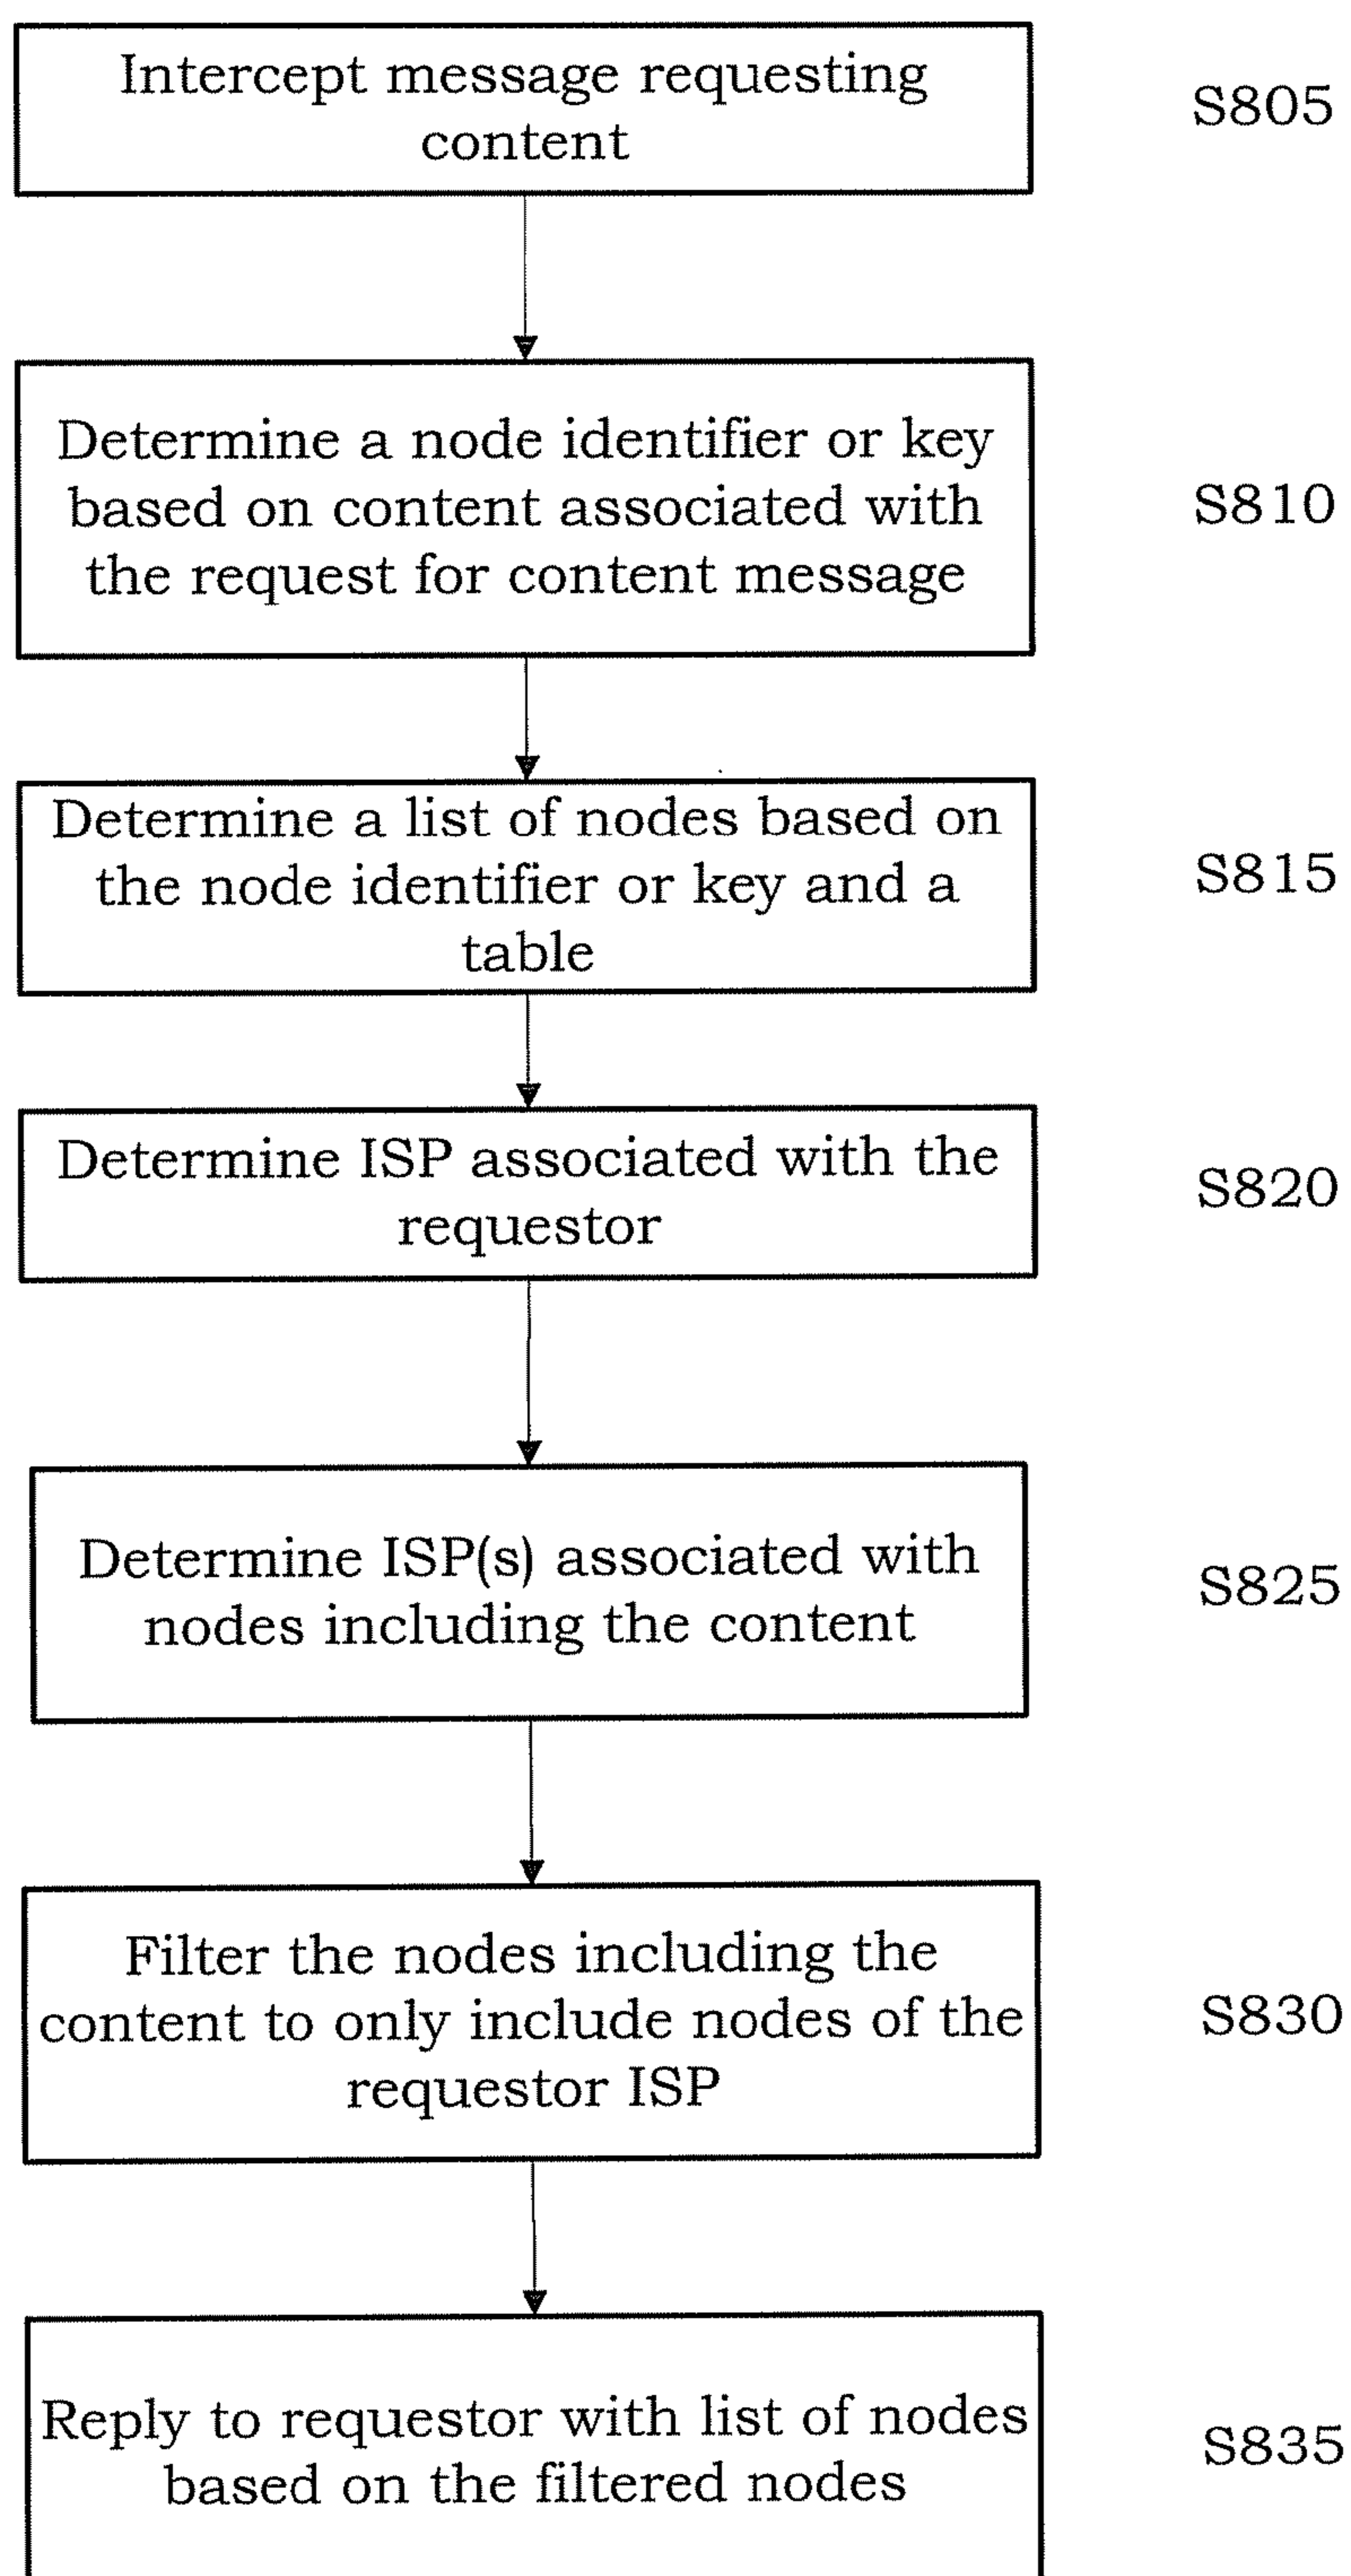 Intercept message requesting
content
S805
Determine a node identifier or key
based on content associated with
the request for content message
S810
Determine a list of nodes based on
the node identifier or key and a
table
S815
Determine ISP associated with the
requestor
S820
Determine ISP(s) associated with
nodes including the content
S825
Filter the nodes including the
content to only include nodes of the
requestor ISP
S830
Reply to requestor with list of nodes
based on the filtered nodes
S835